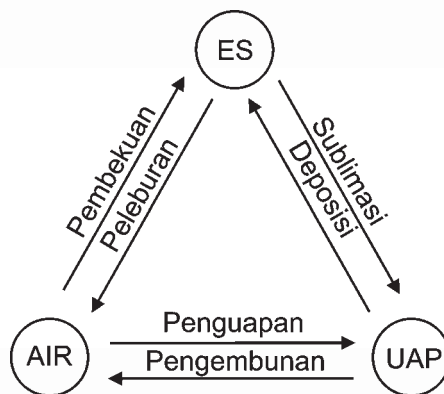 ES
Pembekuan
Peleburan
Sublimasi
Deposisi
AIR
Penguapan
Pengembunan
UAP